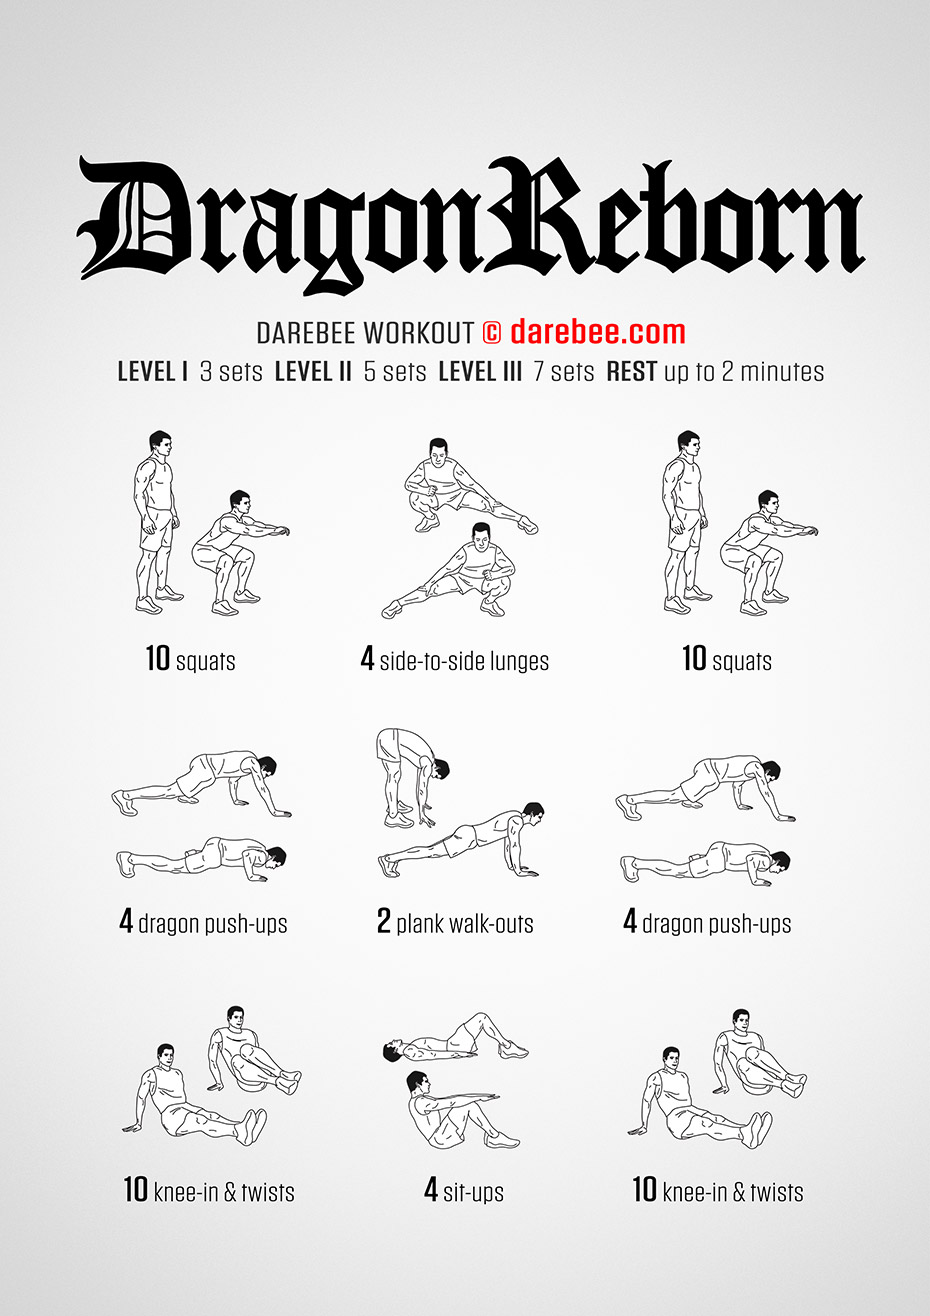 DragonReborn
DAREBEE WORKOUT © darebee.com
LEVEL I 3 sets LEVEL II 5 sets LEVEL III 7 sets REST up to 2 minutes
10 squats
4 side-to-side lunges
10 squats
4 dragon push-ups
2 plank walk-outs
4 dragon push-ups
10 knee-in & twists
4 sit-ups
10 knee-in & twists